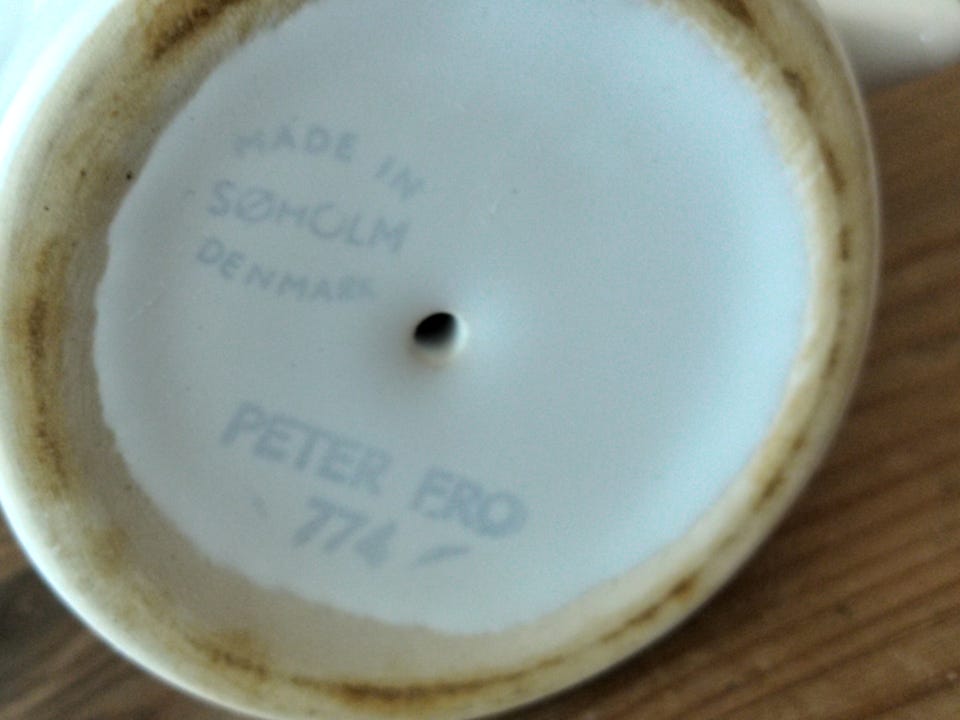 MADE IN
SØHOLM
DENMARK
PETER FRO
774